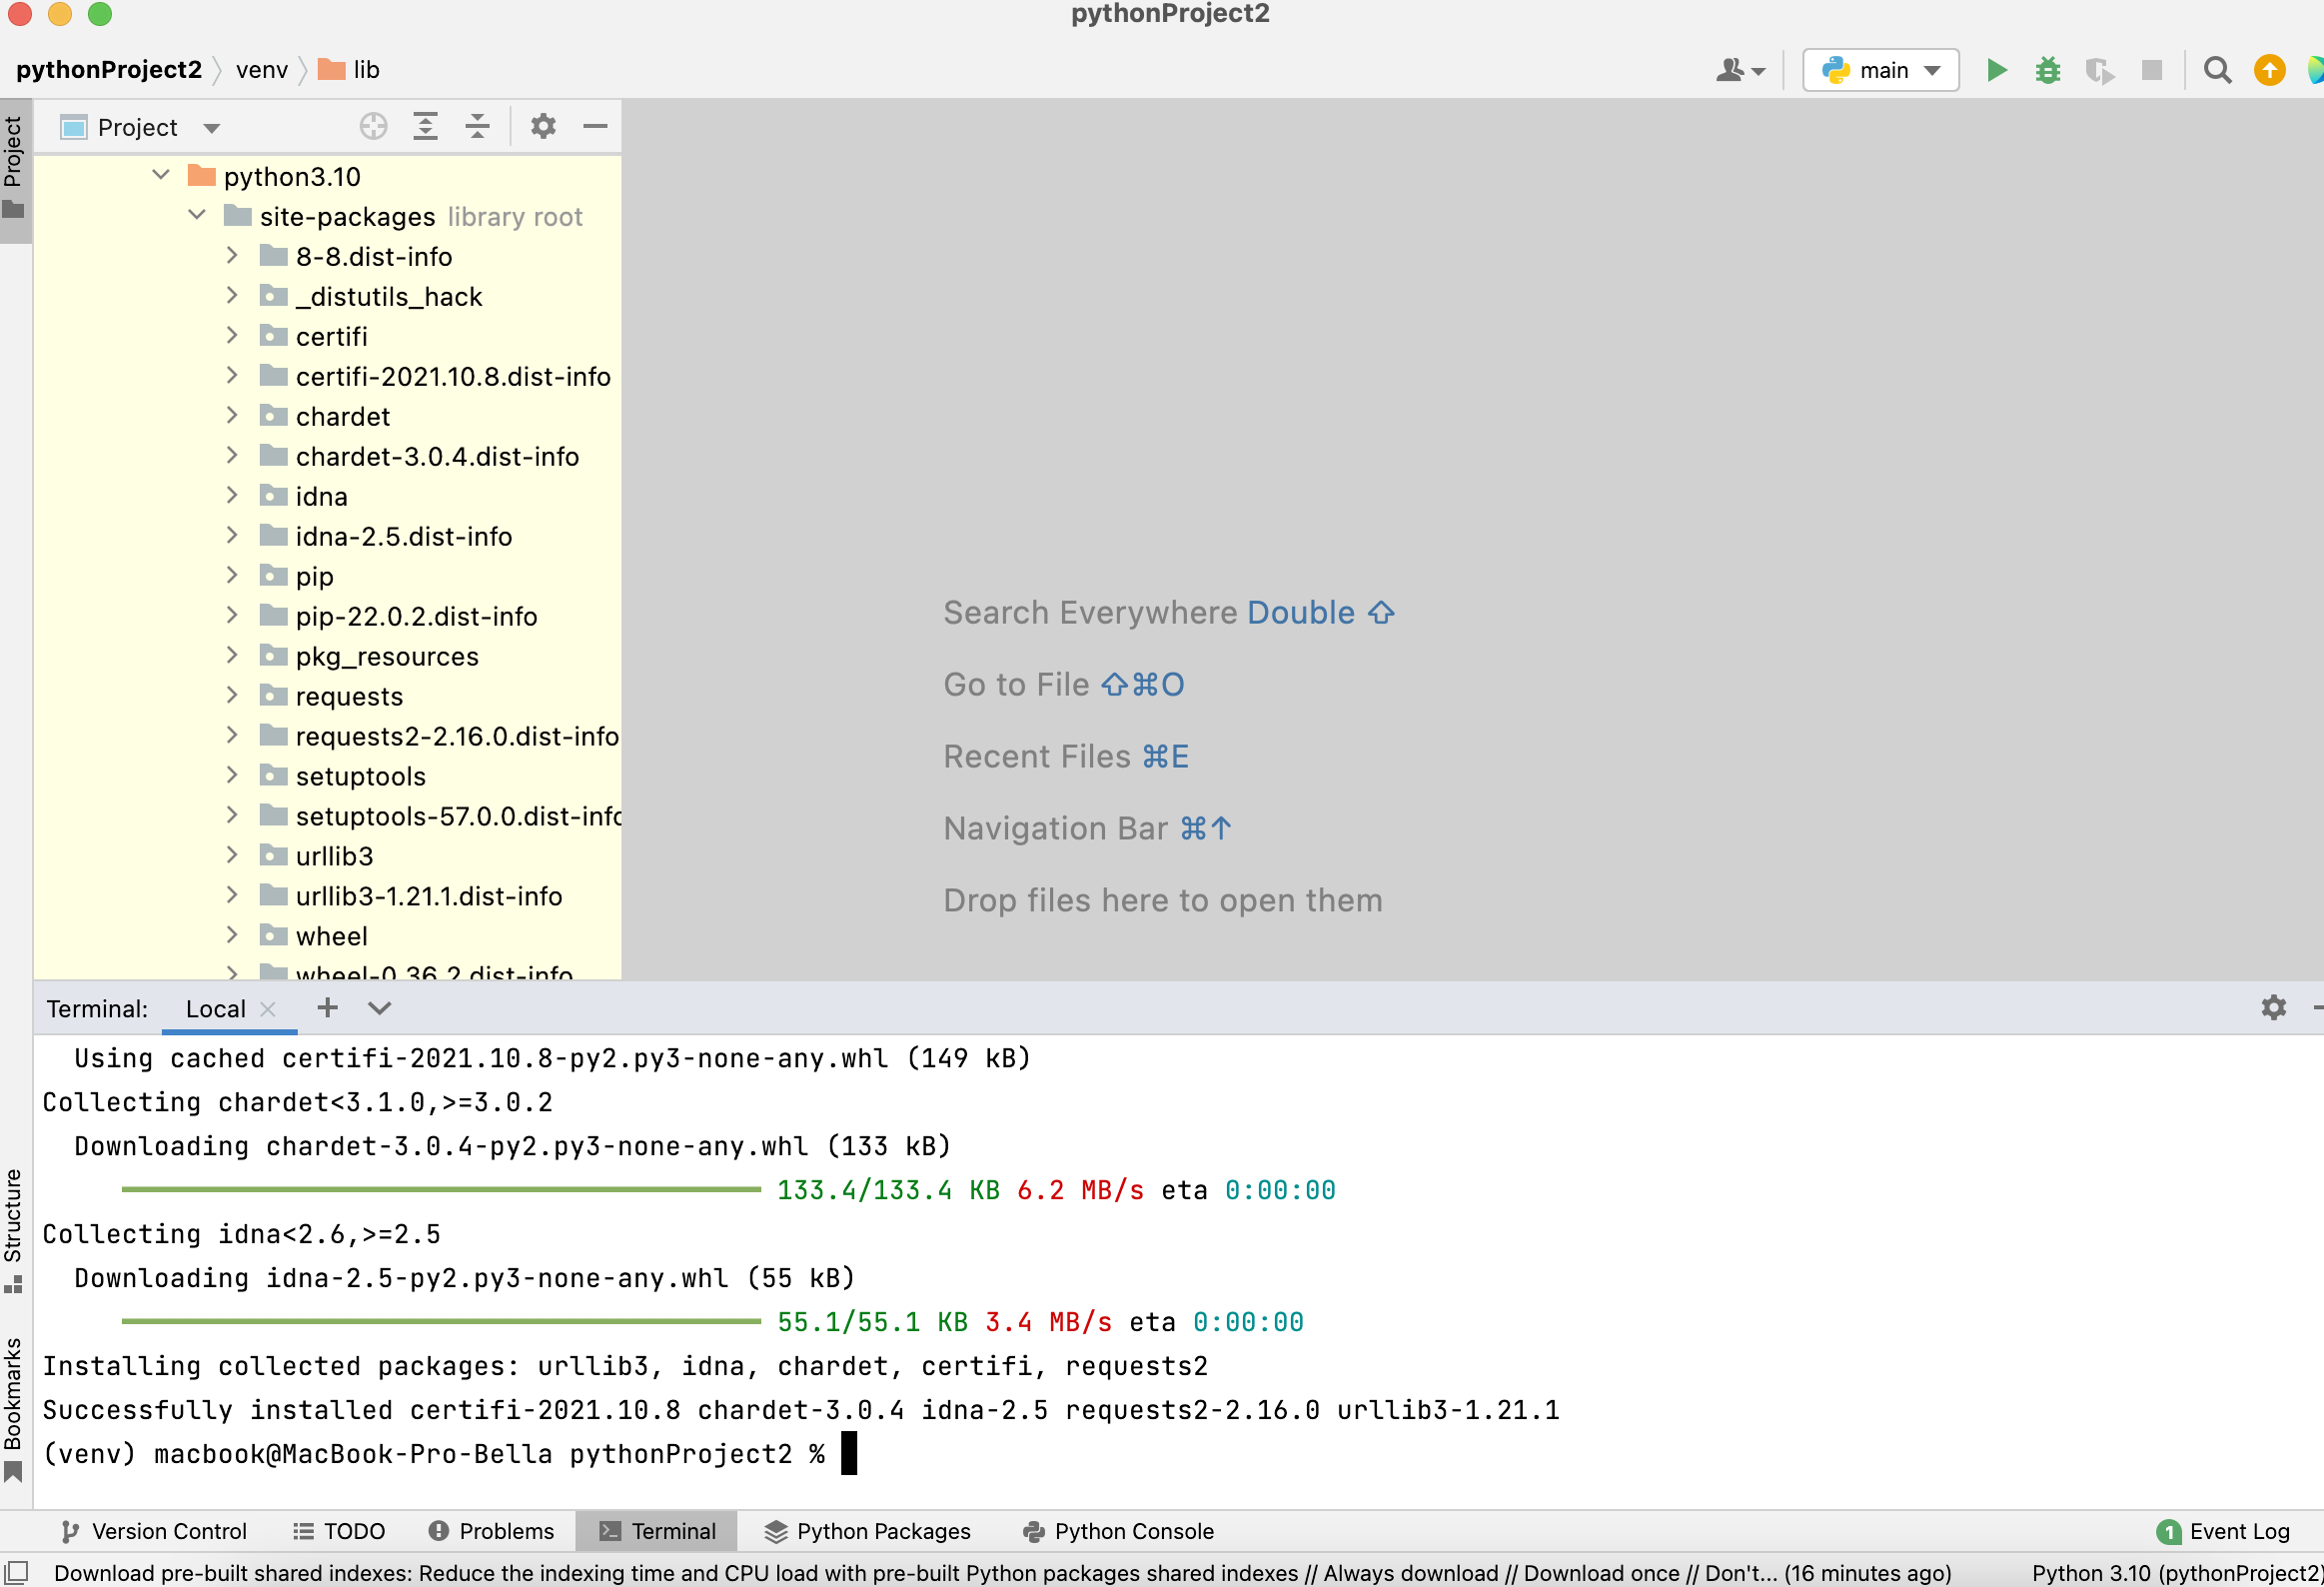 pythonProject2
pythonProject2 venv lib
main
Project
Project
python3.10
site-packages library root
8-8.dist-info
_distutils_hack
certifi
certifi-2021.10.8.dist-info
chardet
chardet-3.0.4.dist-info
idna
idna-2.5.dist-info
pip
pip-22.0.2.dist-info
pkg_resources
requests
requests2-2.16.0.dist-info
setuptools
setuptools-57.0.0.dist-info
urllib3
urllib3-1.21.1.dist-info
wheel
wheel-0.36.2.dist-info
Search Everywhere Double ⇧
Go to File ⇧⌘O
Recent Files ⌘E
Navigation Bar ⌘↑
Drop files here to open them
Terminal: Local
Using cached certifi-2021.10.8-py2.py3-none-any.whl (149 kB)
Collecting chardet<3.1.0,>=3.0.2
Downloading chardet-3.0.4-py2.py3-none-any.whl (133 kB)
133.4/133.4 KB 6.2 MB/s eta 0:00:00
Collecting idna<2.6,>=2.5
Downloading idna-2.5-py2.py3-none-any.whl (55 kB)
55.1/55.1 KB 3.4 MB/s eta 0:00:00
Installing collected packages: urllib3, idna, chardet, certifi, requests2
Successfully installed certifi-2021.10.8 chardet-3.0.4 idna-2.5 requests2-2.16.0 urllib3-1.21.1
(venv) macbook@MacBook-Pro-Bella pythonProject2 %
Structure
Bookmarks
Version Control TODO Problems Terminal Python Packages Python Console 1 Event Log
Download pre-built shared indexes: Reduce the indexing time and CPU load with pre-built Python packages shared indexes // Always download // Download once // Don't... (16 minutes ago) Python 3.10 (pythonProject2)